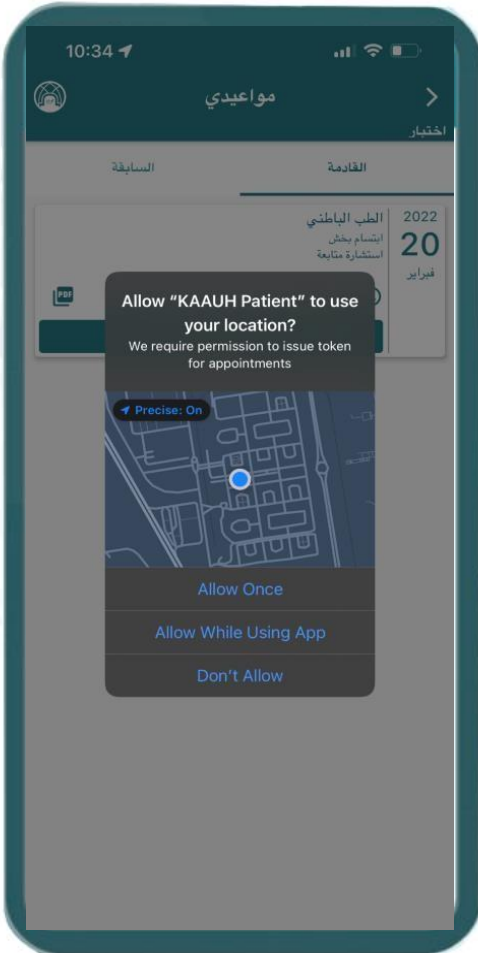 10:34
مواعيدي
اختبار
القادمة
السابقة
2022
20
فبراير
الطب الباطني
ابتسام بخش
استشارة متابعة
PDF
Allow “KAAUH Patient” to use
your location?
We require permission to issue token
for appointments
Precise: On
Allow Once
Allow While Using App
Don’t Allow